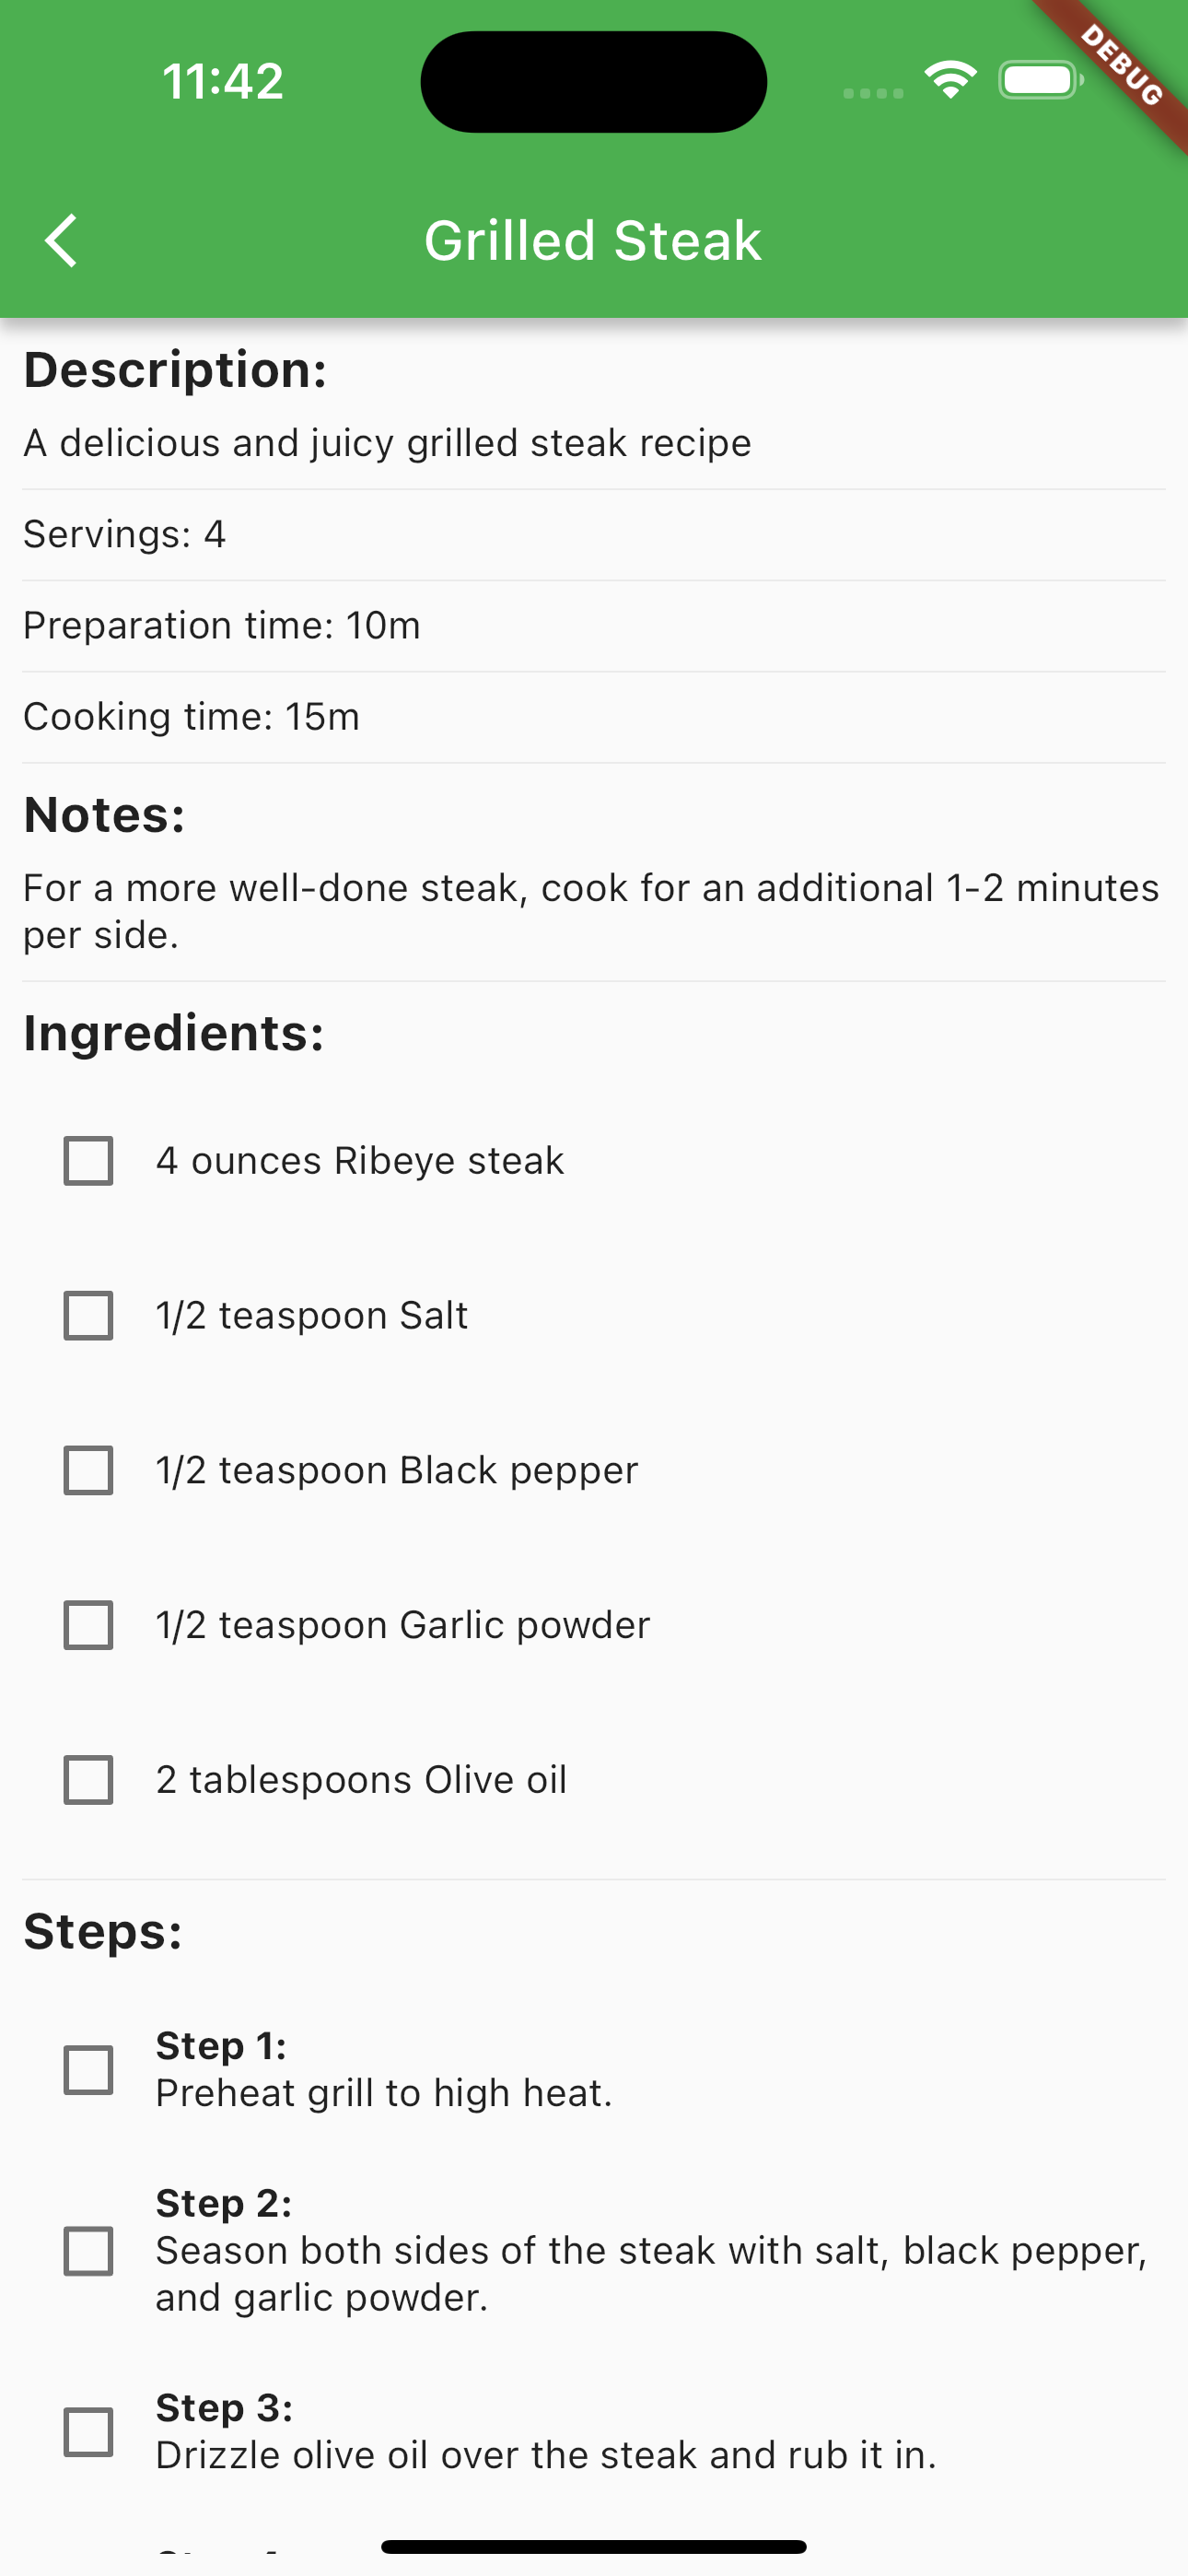 11:42
DEBUG
Grilled Steak
Description:
A delicious and juicy grilled steak recipe
Servings: 4
Preparation time: 10m
Cooking time: 15m
Notes:
For a more well-done steak, cook for an additional 1-2 minutes
per side.
Ingredients:
4 ounces Ribeye steak
1/2 teaspoon Salt
1/2 teaspoon Black pepper
1/2 teaspoon Garlic powder
2 tablespoons Olive oil
Steps:
Step 1:
Preheat grill to high heat.
Step 2:
Season both sides of the steak with salt, black pepper,
and garlic powder.
Step 3:
Drizzle olive oil over the steak and rub it in.